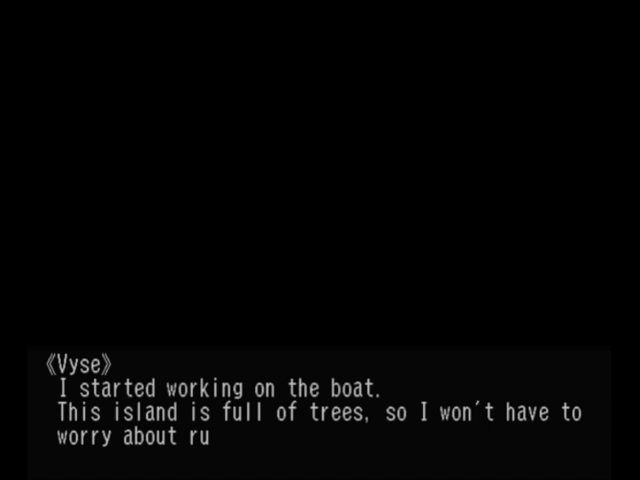 《Vyse》
I started working on the boat.
This island is full of trees, so I won't have to
worry about ru